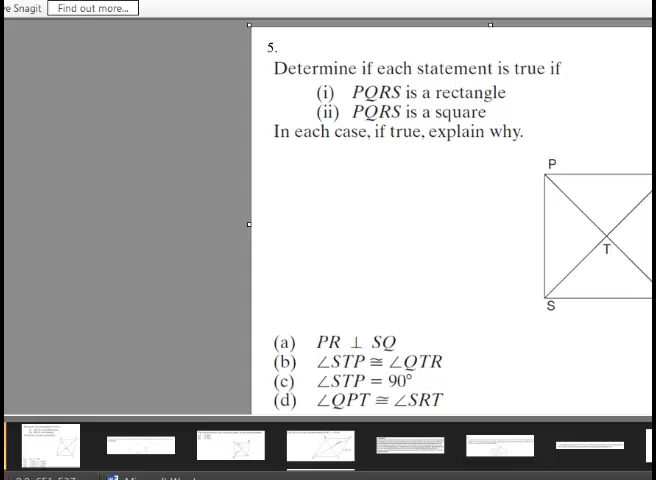 Snagit Find out more...
5.
Determine if each statement is true if
(i) PQRS is a rectangle
(ii) PQRS is a square
In each case, if true, explain why.
P
T
S
(a) PR ⊥ SQ
(b) ∠STP ≅ ∠QTR
(c) ∠STP = 90°
(d) ∠QPT ≅ ∠SRT